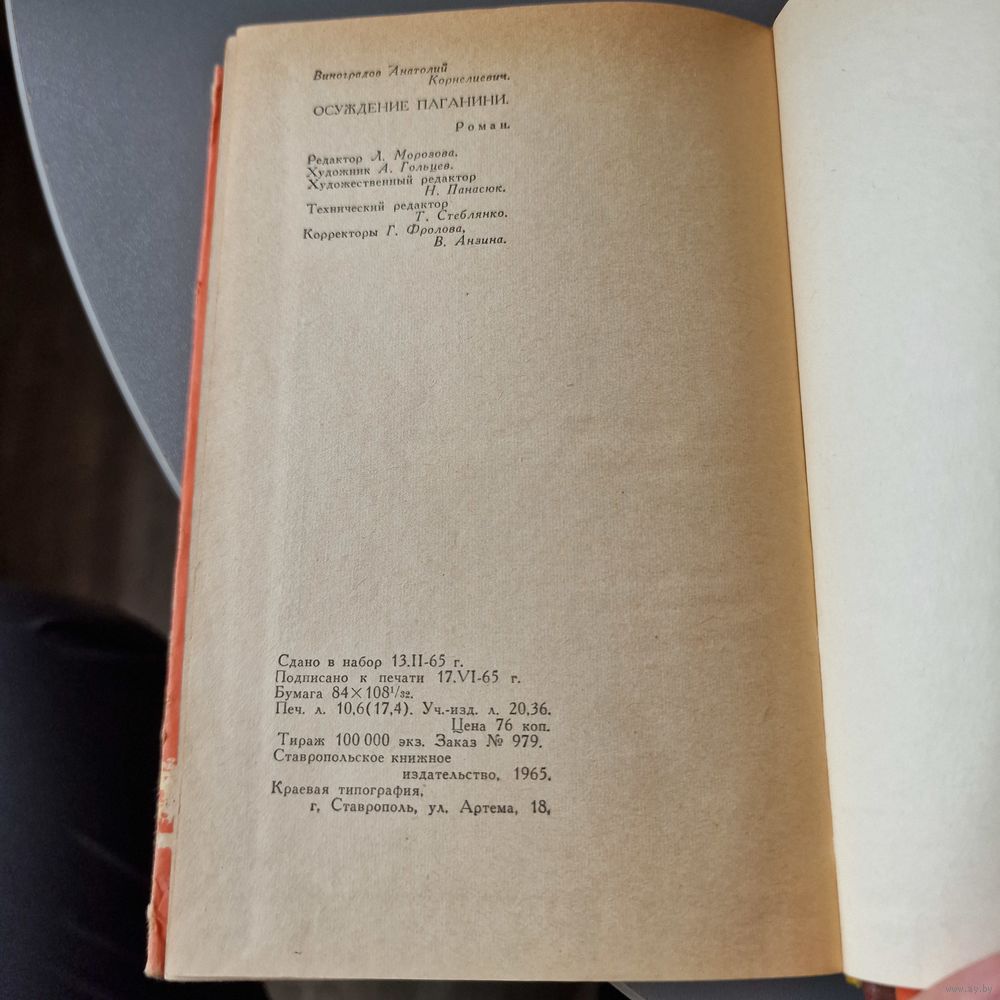 Виноградов Анатолий
Корнелиевич.
ОСУЖДЕНИЕ ПАГАНИНИ.
Роман.
Редактор Л. Морозова.
Художник А. Гольцев.
Художественный редактор
Н. Панасюк.
Технический редактор
Т. Стеблянко.
Корректоры Г. Фролова,
В. Анзина.
Сдано в набор 13.II-65 г.
Подписано к печати 17.VI-65 г.
Бумага 84×108¹/₃₂.
Печ. л. 10,6(17,4). Уч.-изд. л. 20,36.
Цена 76 коп.
Тираж 100 000 экз. Заказ № 979.
Ставропольское книжное
издательство, 1965.
Краевая типография,
г. Ставрополь, ул. Артема, 18.
www.ay.by